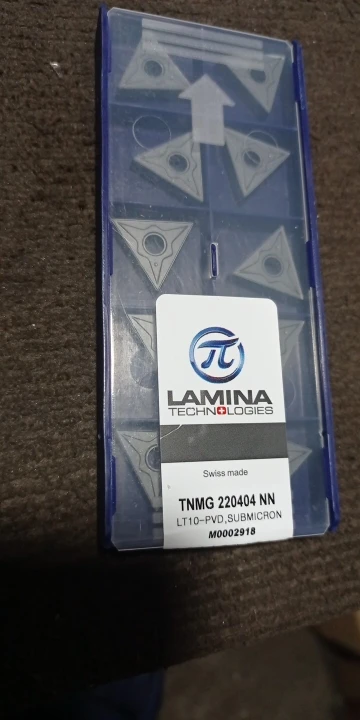 π
LAMINA
TECHNOLOGIES
Swiss made
TNMG 220404 NN
LT10-PVD,SUBMICRON
M0002918